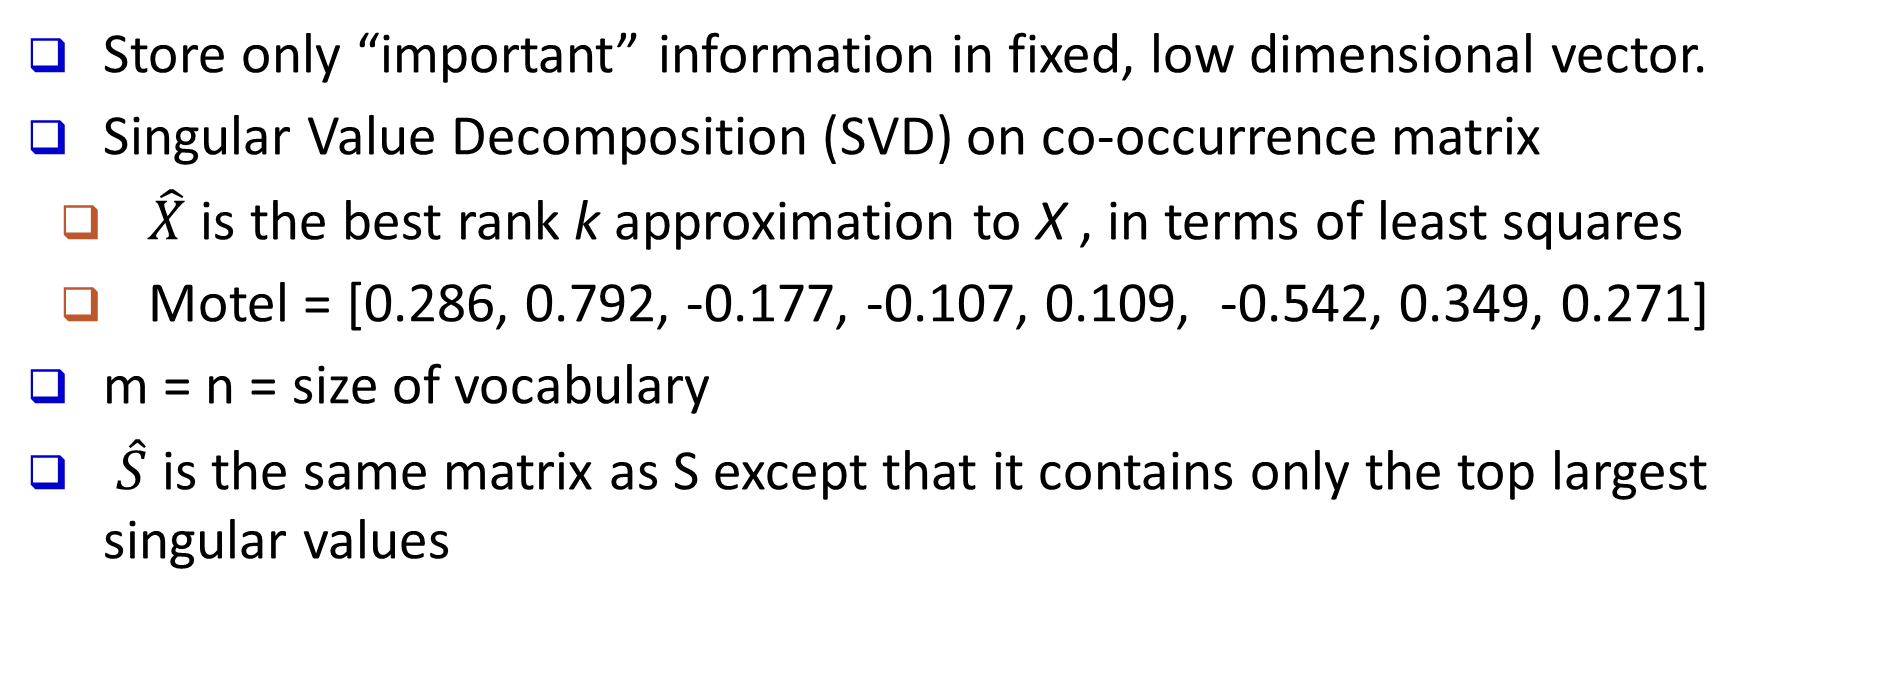 Store only “important” information in fixed, low dimensional vector.
Singular Value Decomposition (SVD) on co-occurrence matrix
X̂ is the best rank k approximation to X , in terms of least squares
Motel = [0.286, 0.792, -0.177, -0.107, 0.109, -0.542, 0.349, 0.271]
m = n = size of vocabulary
Ŝ is the same matrix as S except that it contains only the top largest
singular values